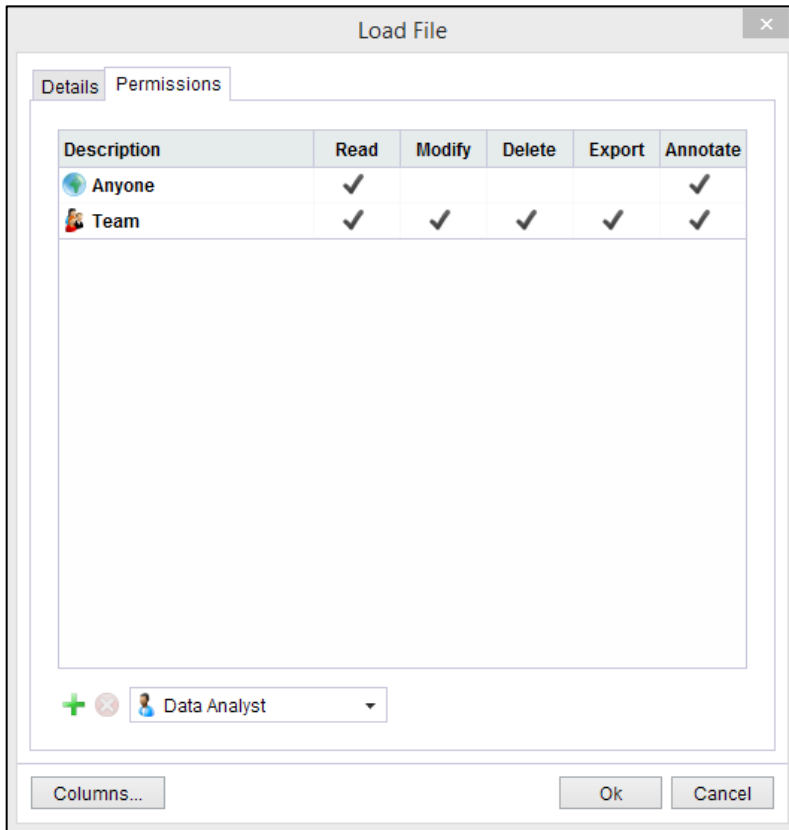 Load File
Details Permissions
Description Read Modify Delete Export Annotate
Anyone
Team
Data Analyst
Columns... Ok Cancel